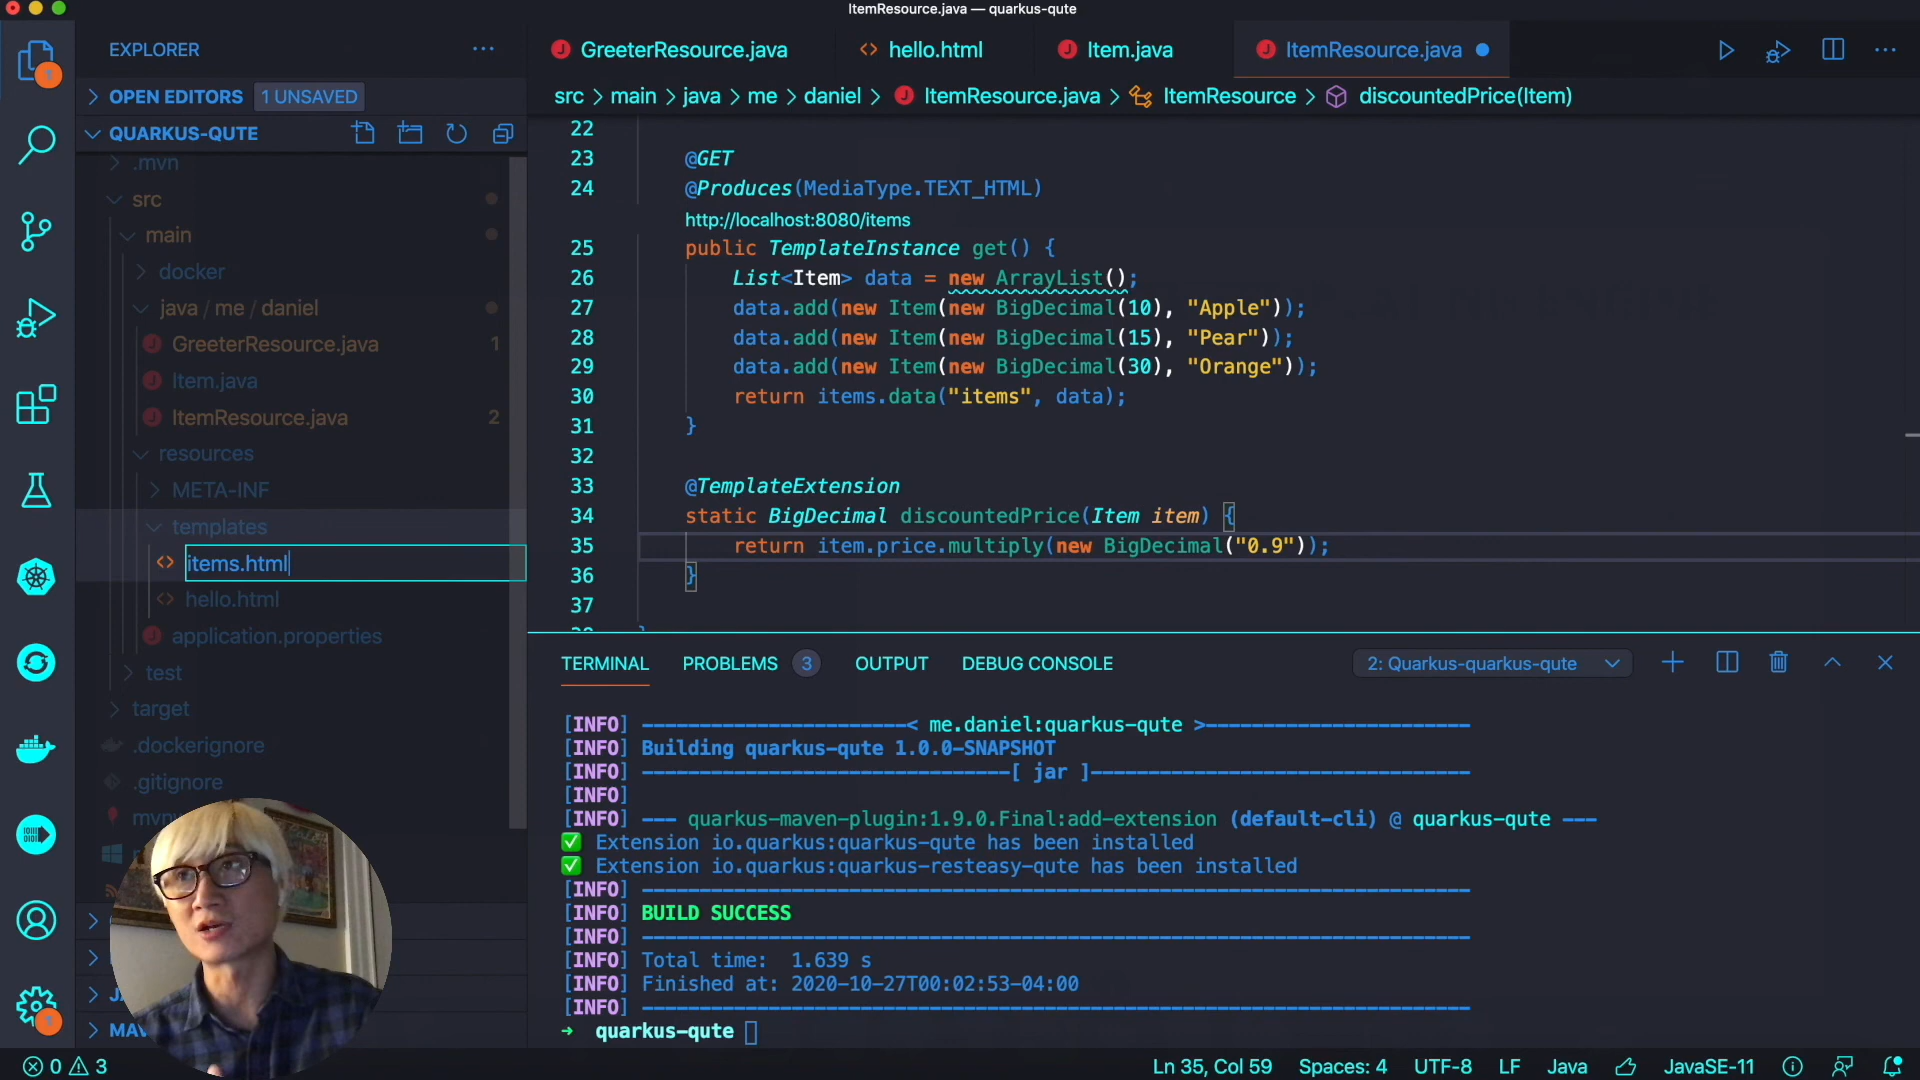 ItemResource.java — quarkus-qute
EXPLORER
OPEN EDITORS 1 UNSAVED
QUARKUS-QUTE
.mvn
src
main
docker
java / me / daniel
GreeterResource.java 1
Item.java
ItemResource.java 2
resources
META-INF
templates
items.html
hello.html
application.properties
test
target
.dockerignore
.gitignore
GreeterResource.java
hello.html
Item.java
ItemResource.java
src > main > java > me > daniel > ItemResource.java > ItemResource > discountedPrice(Item)
22
23 @GET
24 @Produces(MediaType.TEXT_HTML)
http://localhost:8080/items
25 public TemplateInstance get() {
26 List<Item> data = new ArrayList();
27 data.add(new Item(new BigDecimal(10), "Apple"));
28 data.add(new Item(new BigDecimal(15), "Pear"));
29 data.add(new Item(new BigDecimal(30), "Orange"));
30 return items.data("items", data);
31 }
32
33 @TemplateExtension
34 static BigDecimal discountedPrice(Item item) {
35 return item.price.multiply(new BigDecimal("0.9"));
36 }
37
TERMINAL PROBLEMS 3 OUTPUT DEBUG CONSOLE 2: Quarkus-quarkus-qute
[INFO] -----------------------< me.daniel:quarkus-qute >-----------------------
[INFO] Building quarkus-qute 1.0.0-SNAPSHOT
[INFO] --------------------------------[ jar ]---------------------------------
[INFO]
[INFO] --- quarkus-maven-plugin:1.9.0.Final:add-extension (default-cli) @ quarkus-qute ---
✅ Extension io.quarkus:quarkus-qute has been installed
✅ Extension io.quarkus:quarkus-resteasy-qute has been installed
[INFO] ------------------------------------------------------------------------
[INFO] BUILD SUCCESS
[INFO] ------------------------------------------------------------------------
[INFO] Total time:  1.639 s
[INFO] Finished at: 2020-10-27T00:02:53-04:00
[INFO] ------------------------------------------------------------------------
➜ quarkus-qute
0 3 Ln 35, Col 59 Spaces: 4 UTF-8 LF Java JavaSE-11